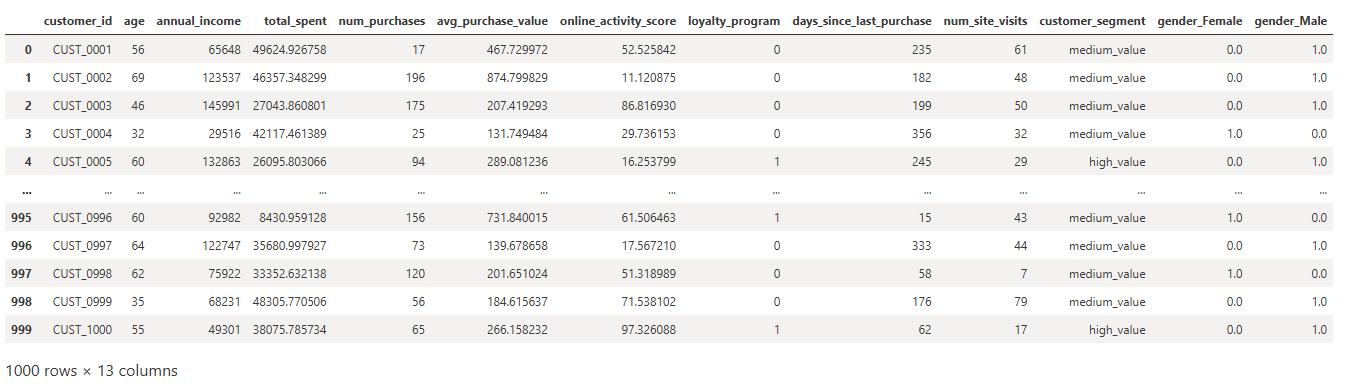 customer_id age annual_income total_spent num_purchases avg_purchase_value online_activity_score loyalty_program days_since_last_purchase num_site_visits customer_segment gender_Female gender_Male
0 CUST_0001 56 65648 49624.926758 17 467.729972 52.525842 0 235 61 medium_value 0.0 1.0
1 CUST_0002 69 123537 46357.348299 196 874.799829 11.120875 0 182 48 medium_value 0.0 1.0
2 CUST_0003 46 145991 27043.860801 175 207.419293 86.816930 0 199 50 medium_value 0.0 1.0
3 CUST_0004 32 29516 42117.461389 25 131.749484 29.736153 0 356 32 medium_value 1.0 0.0
4 CUST_0005 60 132863 26095.803066 94 289.081236 16.253799 1 245 29 high_value 0.0 1.0
... ... ... ... ... ... ... ... ... ... ... ... ... ...
995 CUST_0996 60 92982 8430.959128 156 731.840015 61.506463 1 15 43 medium_value 1.0 0.0
996 CUST_0997 64 122747 35680.997927 73 139.678658 17.567210 0 333 44 medium_value 0.0 1.0
997 CUST_0998 62 75922 33352.632138 120 201.651024 51.318989 0 58 7 medium_value 1.0 0.0
998 CUST_0999 35 68231 48305.770506 56 184.615637 71.538102 0 176 79 medium_value 0.0 1.0
999 CUST_1000 55 49301 38075.785734 65 266.158232 97.326088 1 62 17 high_value 0.0 1.0
1000 rows × 13 columns